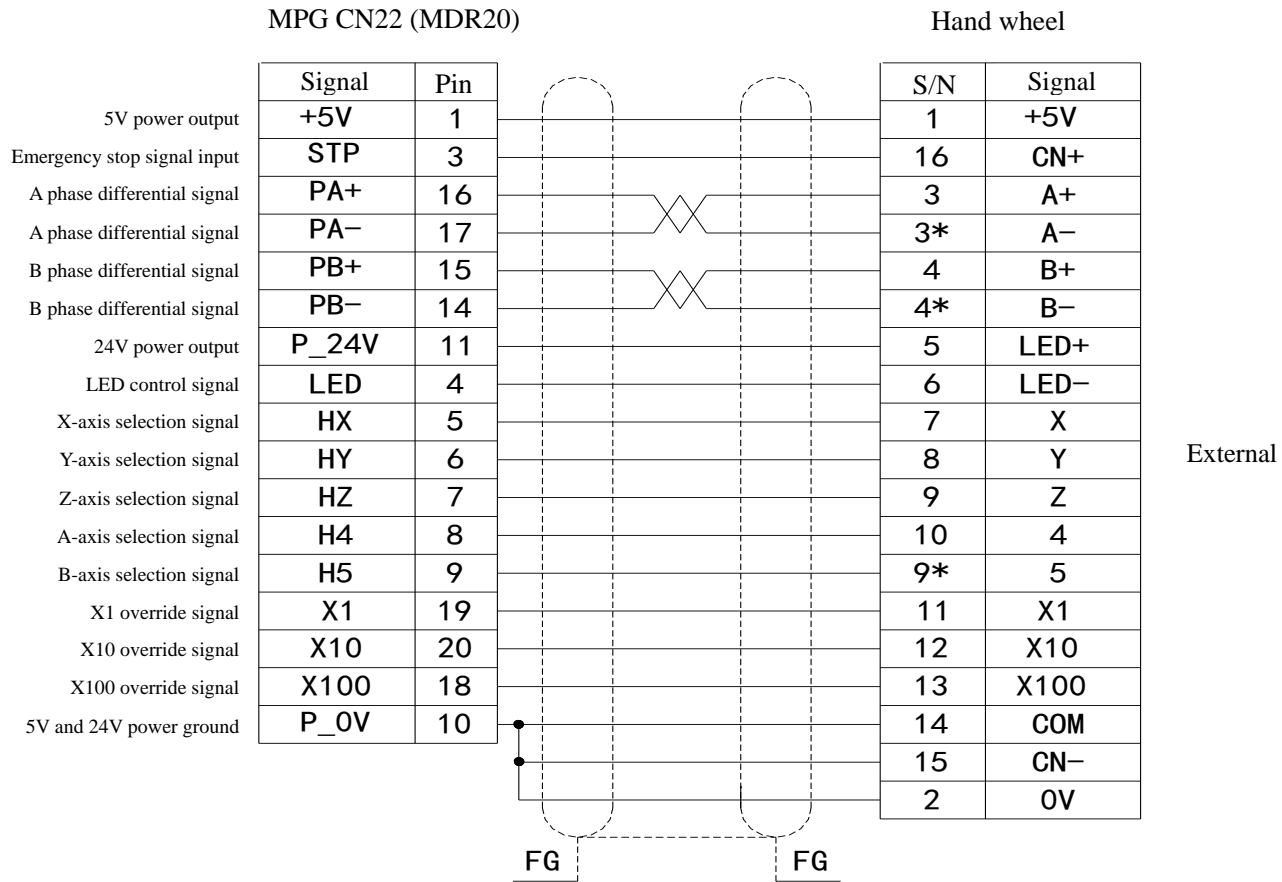 MPG CN22 (MDR20) Hand wheel
Signal Pin S/N Signal
5V power output +5V 1 1 +5V
Emergency stop signal input STP 3 16 CN+
A phase differential signal PA+ 16 3 A+
A phase differential signal PA- 17 3* A-
B phase differential signal PB+ 15 4 B+
B phase differential signal PB- 14 4* B-
24V power output P_24V 11 5 LED+
LED control signal LED 4 6 LED-
X-axis selection signal HX 5 7 X
Y-axis selection signal HY 6 8 Y External
Z-axis selection signal HZ 7 9 Z
A-axis selection signal H4 8 10 4
B-axis selection signal H5 9 9* 5
X1 override signal X1 19 11 X1
X10 override signal X10 20 12 X10
X100 override signal X100 18 13 X100
5V and 24V power ground P_0V 10 14 COM
15 CN-
2 0V
FG FG